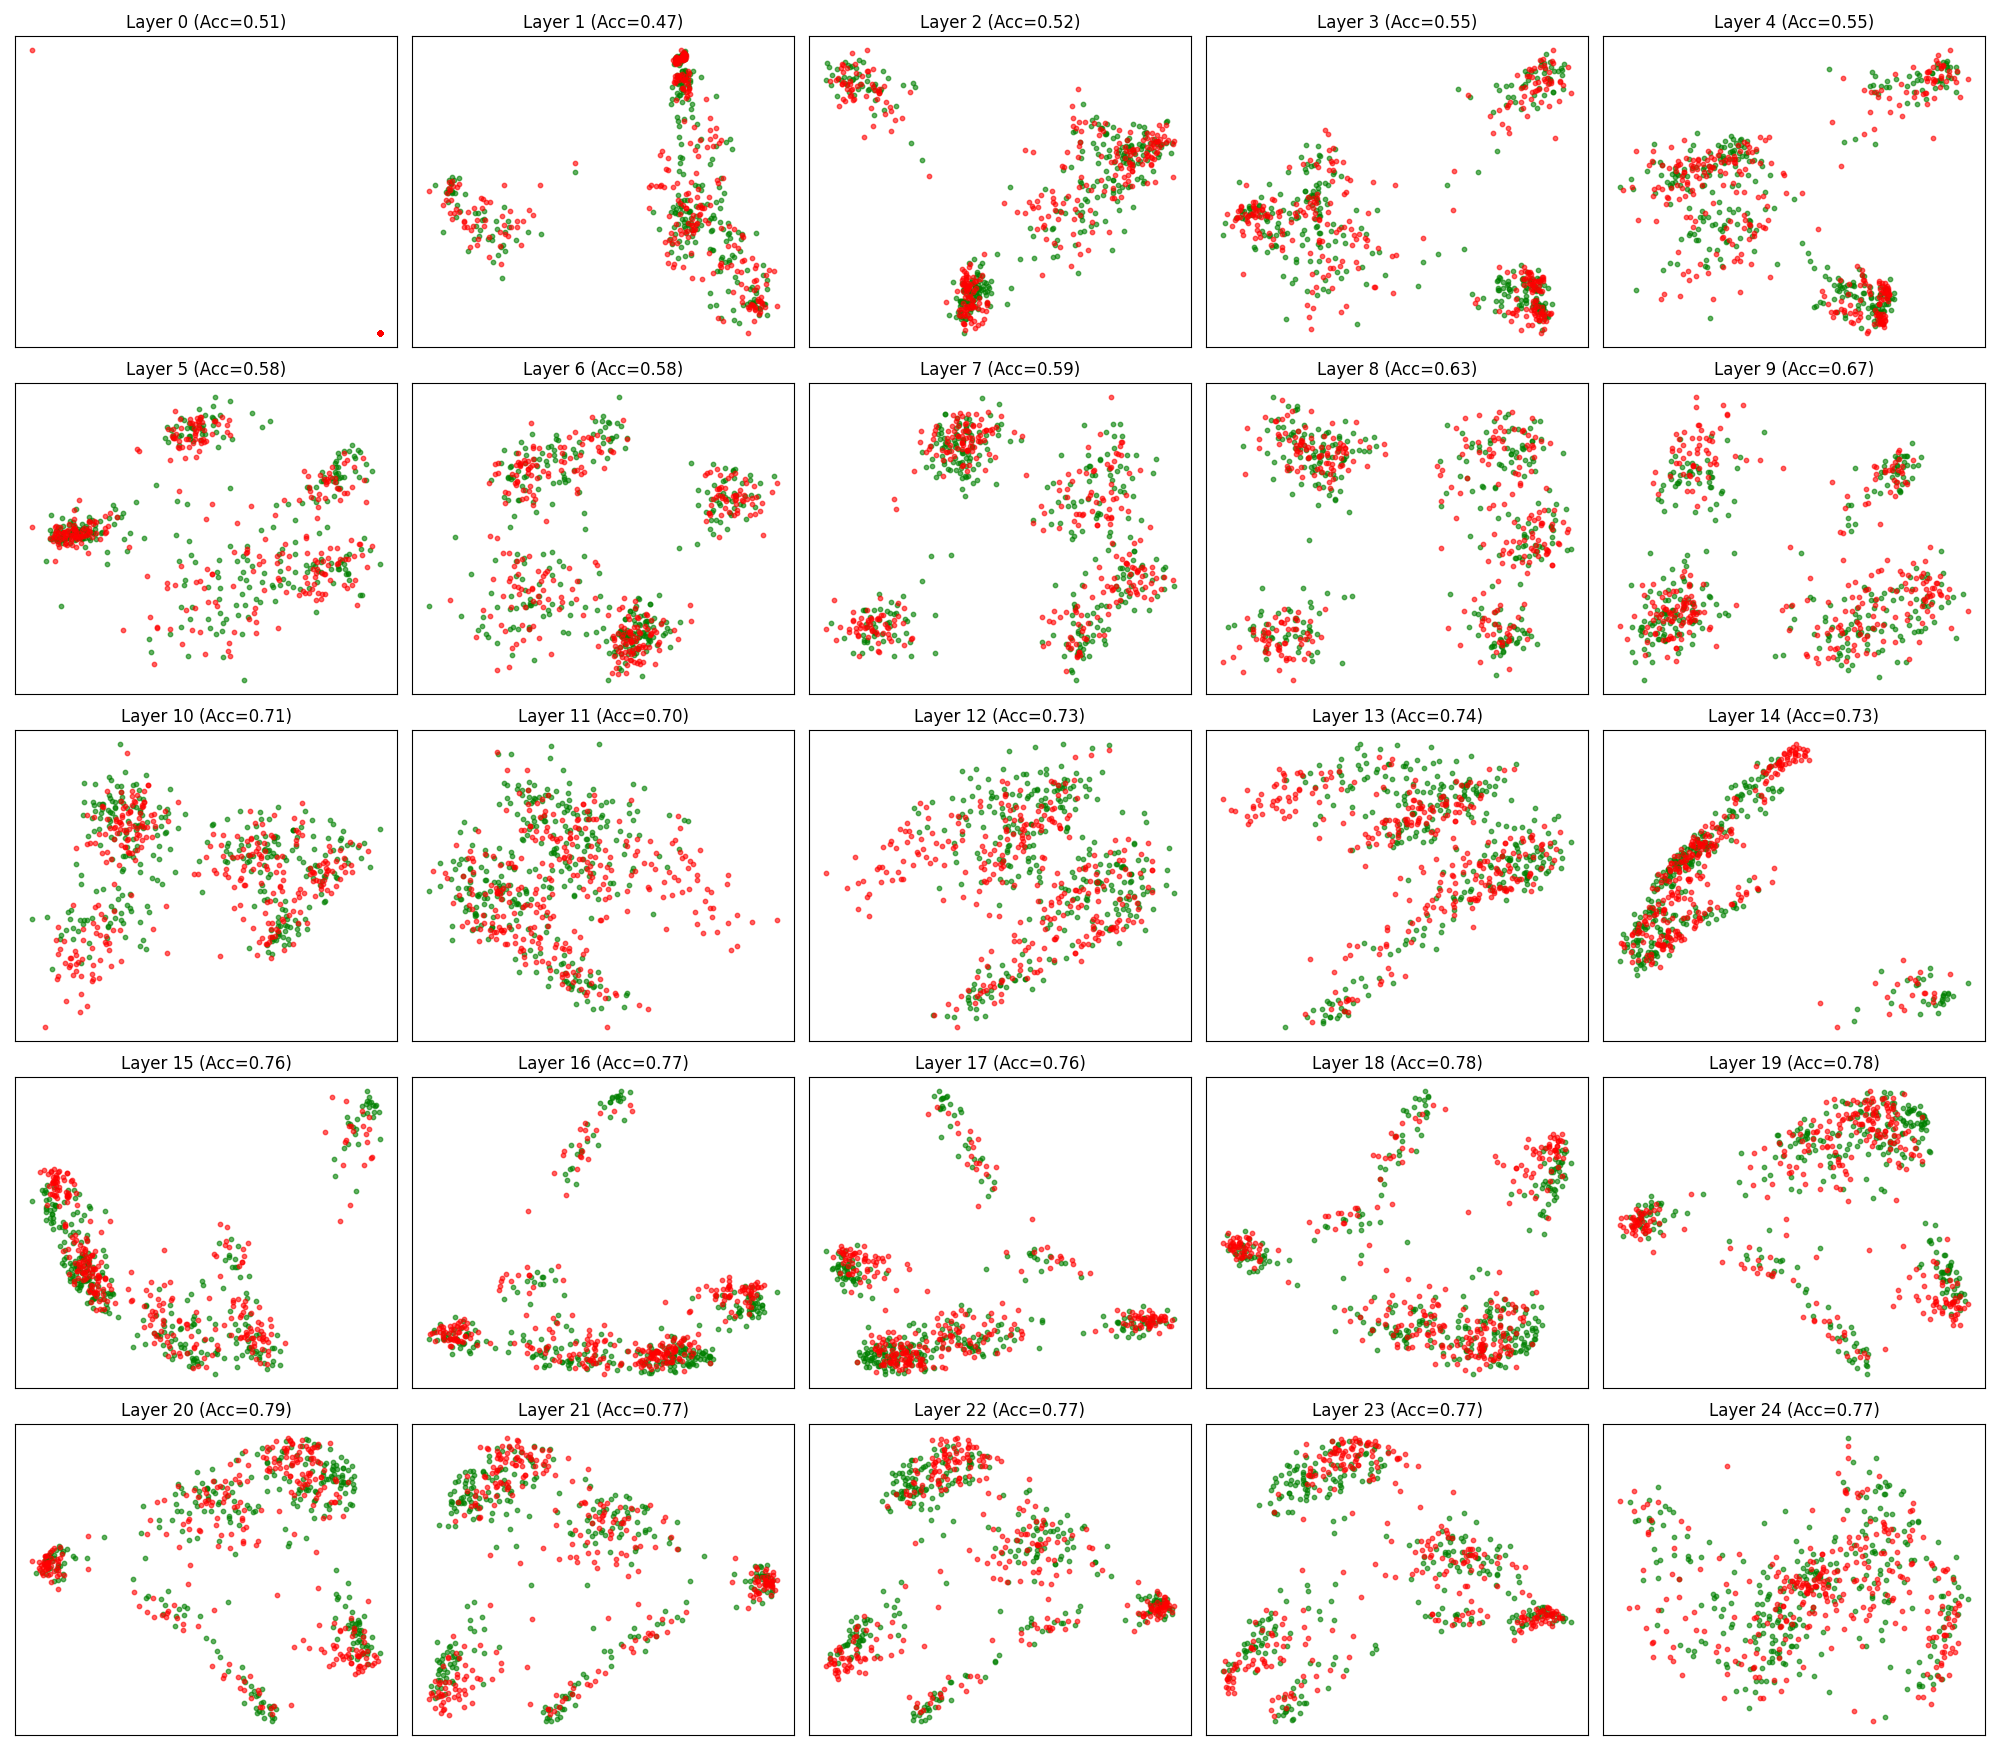 Layer 0 (Acc=0.51)
Layer 1 (Acc=0.47)
Layer 2 (Acc=0.52)
Layer 3 (Acc=0.55)
Layer 4 (Acc=0.55)
Layer 5 (Acc=0.58)
Layer 6 (Acc=0.58)
Layer 7 (Acc=0.59)
Layer 8 (Acc=0.63)
Layer 9 (Acc=0.67)
Layer 10 (Acc=0.71)
Layer 11 (Acc=0.70)
Layer 12 (Acc=0.73)
Layer 13 (Acc=0.74)
Layer 14 (Acc=0.73)
Layer 15 (Acc=0.76)
Layer 16 (Acc=0.77)
Layer 17 (Acc=0.76)
Layer 18 (Acc=0.78)
Layer 19 (Acc=0.78)
Layer 20 (Acc=0.79)
Layer 21 (Acc=0.77)
Layer 22 (Acc=0.77)
Layer 23 (Acc=0.77)
Layer 24 (Acc=0.77)